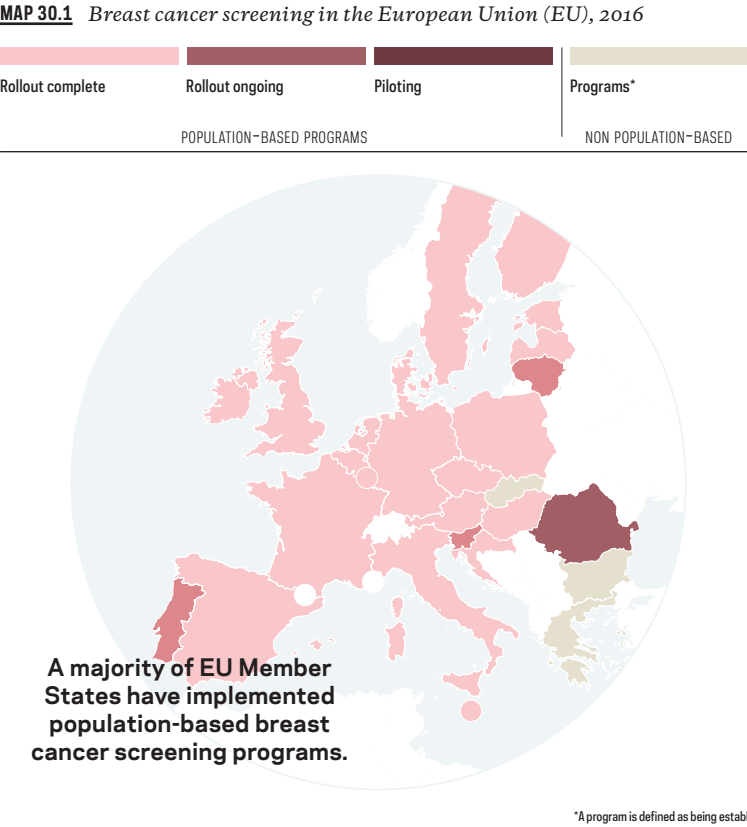 MAP 30.1 Breast cancer screening in the European Union (EU), 2016
Rollout complete
Rollout ongoing
Piloting
Programs*
POPULATION-BASED PROGRAMS
NON POPULATION-BASED
A majority of EU Member
States have implemented
population-based breast
cancer screening programs.
*A program is defined as being establ